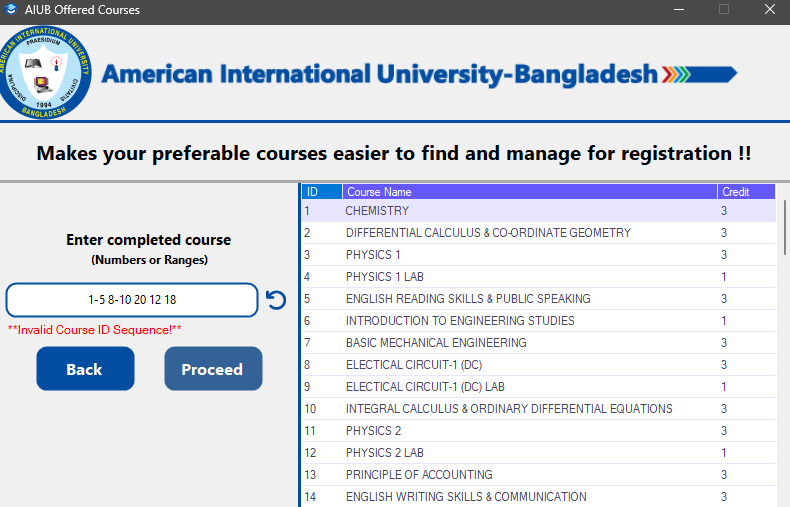 AIUB Offered Courses
AMERICAN INTERNATIONAL UNIVERSITY
PRAESIDIUM
DISCIPLINA
CIVITATIS
1994
BANGLADESH
American International University-Bangladesh
Makes your preferable courses easier to find and manage for registration !!
Enter completed course
(Numbers or Ranges)
1-5 8-10 20 12 18
**Invalid Course ID Sequence!**
Back
Proceed
ID Course Name Credit
1 CHEMISTRY 3
2 DIFFERENTIAL CALCULUS & CO-ORDINATE GEOMETRY 3
3 PHYSICS 1 3
4 PHYSICS 1 LAB 1
5 ENGLISH READING SKILLS & PUBLIC SPEAKING 3
6 INTRODUCTION TO ENGINEERING STUDIES 1
7 BASIC MECHANICAL ENGINEERING 3
8 ELECTICAL CIRCUIT-1 (DC) 3
9 ELECTICAL CIRCUIT-1 (DC) LAB 1
10 INTEGRAL CALCULUS & ORDINARY DIFFERENTIAL EQUATIONS 3
11 PHYSICS 2 3
12 PHYSICS 2 LAB 1
13 PRINCIPLE OF ACCOUNTING 3
14 ENGLISH WRITING SKILLS & COMMUNICATION 3